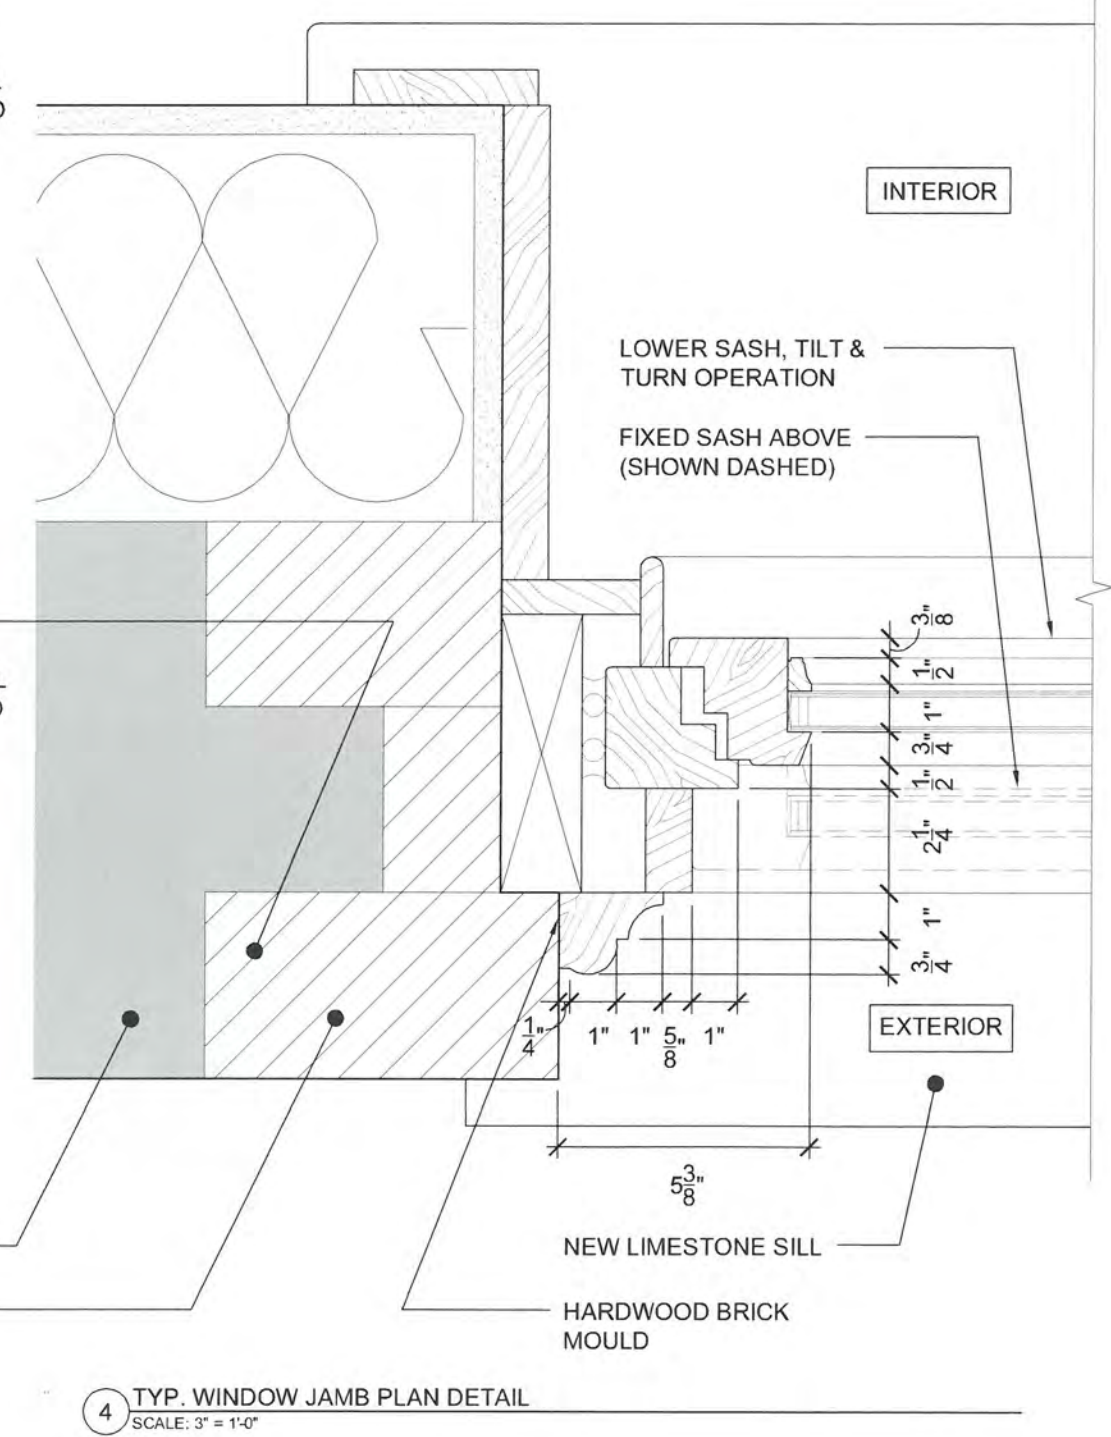 INTERIOR
LOWER SASH, TILT &
TURN OPERATION
FIXED SASH ABOVE
(SHOWN DASHED)
3/8"
1/2"
1"
3/4"
1/2"
2 1/4"
1"
3/4"
1/4"
1"
1"
5/8"
1"
EXTERIOR
5 3/8"
NEW LIMESTONE SILL
HARDWOOD BRICK
MOULD
4
TYP. WINDOW JAMB PLAN DETAIL
SCALE: 3" = 1'-0"